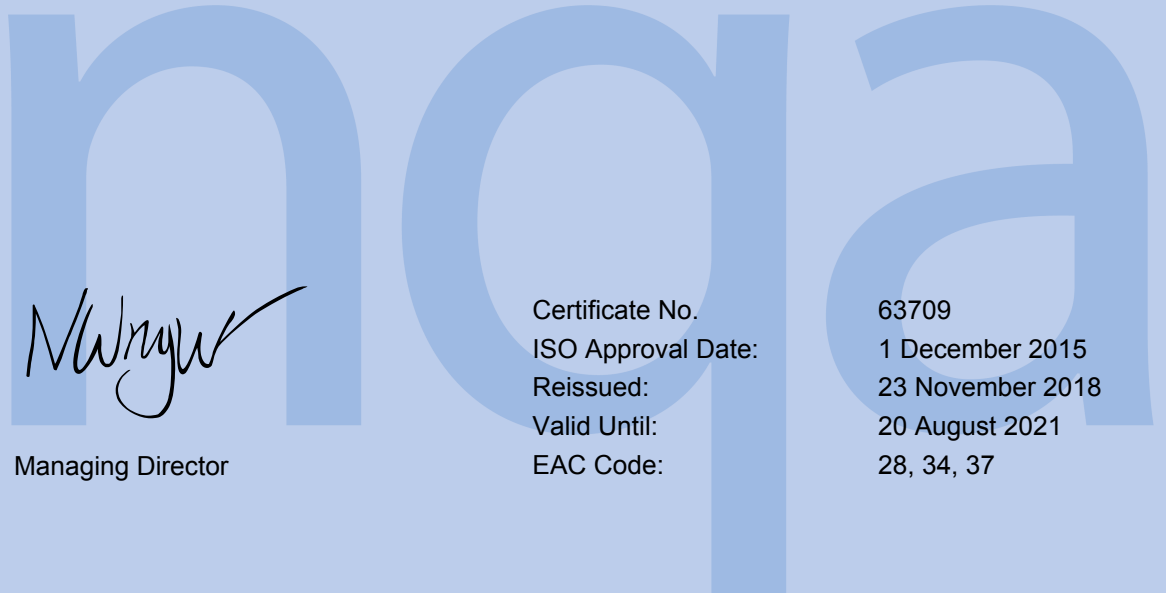 nqa
Certificate No. 63709
ISO Approval Date: 1 December 2015
Reissued: 23 November 2018
Valid Until: 20 August 2021
Managing Director
EAC Code: 28, 34, 37